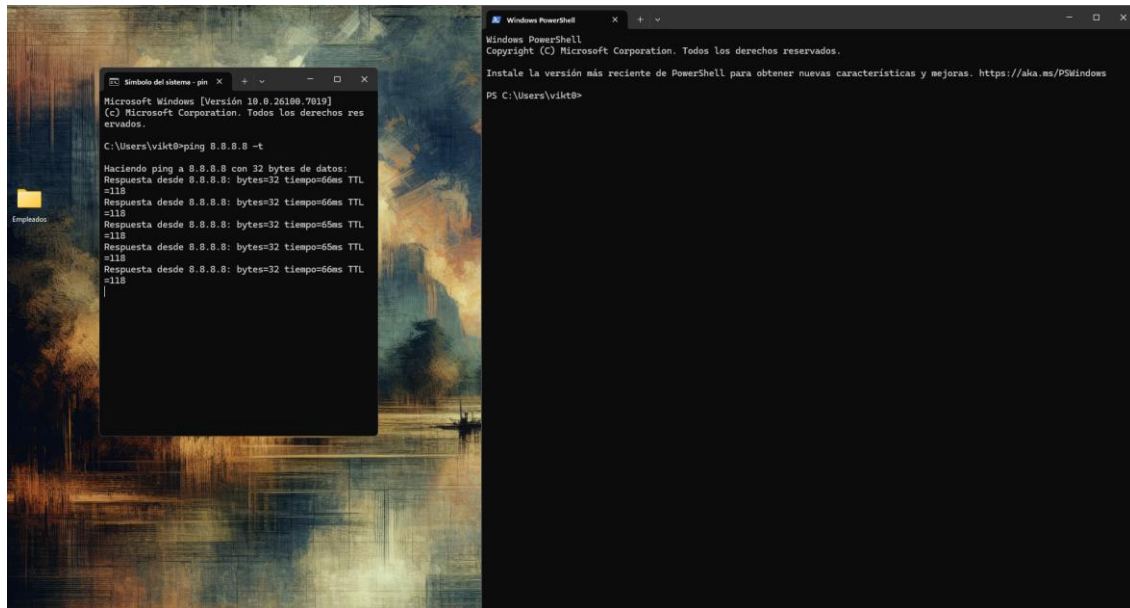 Símbolo del sistema - pin
Microsoft Windows [Versión 10.0.26100.7019]
(c) Microsoft Corporation. Todos los derechos res
ervados.
C:\Users\vikt0>ping 8.8.8.8 -t
Haciendo ping a 8.8.8.8 con 32 bytes de datos:
Respuesta desde 8.8.8.8: bytes=32 tiempo=66ms TTL
=118
Respuesta desde 8.8.8.8: bytes=32 tiempo=66ms TTL
=118
Respuesta desde 8.8.8.8: bytes=32 tiempo=65ms TTL
=118
Respuesta desde 8.8.8.8: bytes=32 tiempo=65ms TTL
=118
Respuesta desde 8.8.8.8: bytes=32 tiempo=66ms TTL
=118
Empleados
Windows PowerShell
Windows PowerShell
Copyright (C) Microsoft Corporation. Todos los derechos reservados.
Instale la versión más reciente de PowerShell para obtener nuevas características y mejoras. https://aka.ms/PSWindows
PS C:\Users\vikt0>